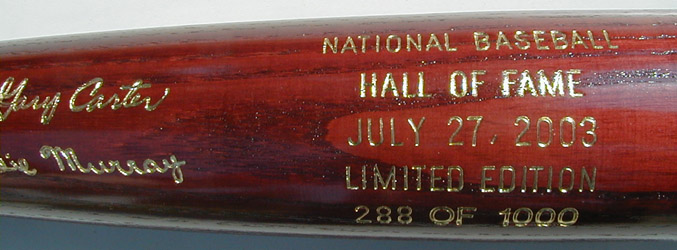 Gary Carter
Murray
NATIONAL BASEBALL
HALL OF FAME
JULY 27, 2003
LIMITED EDITION
288 OF 1000